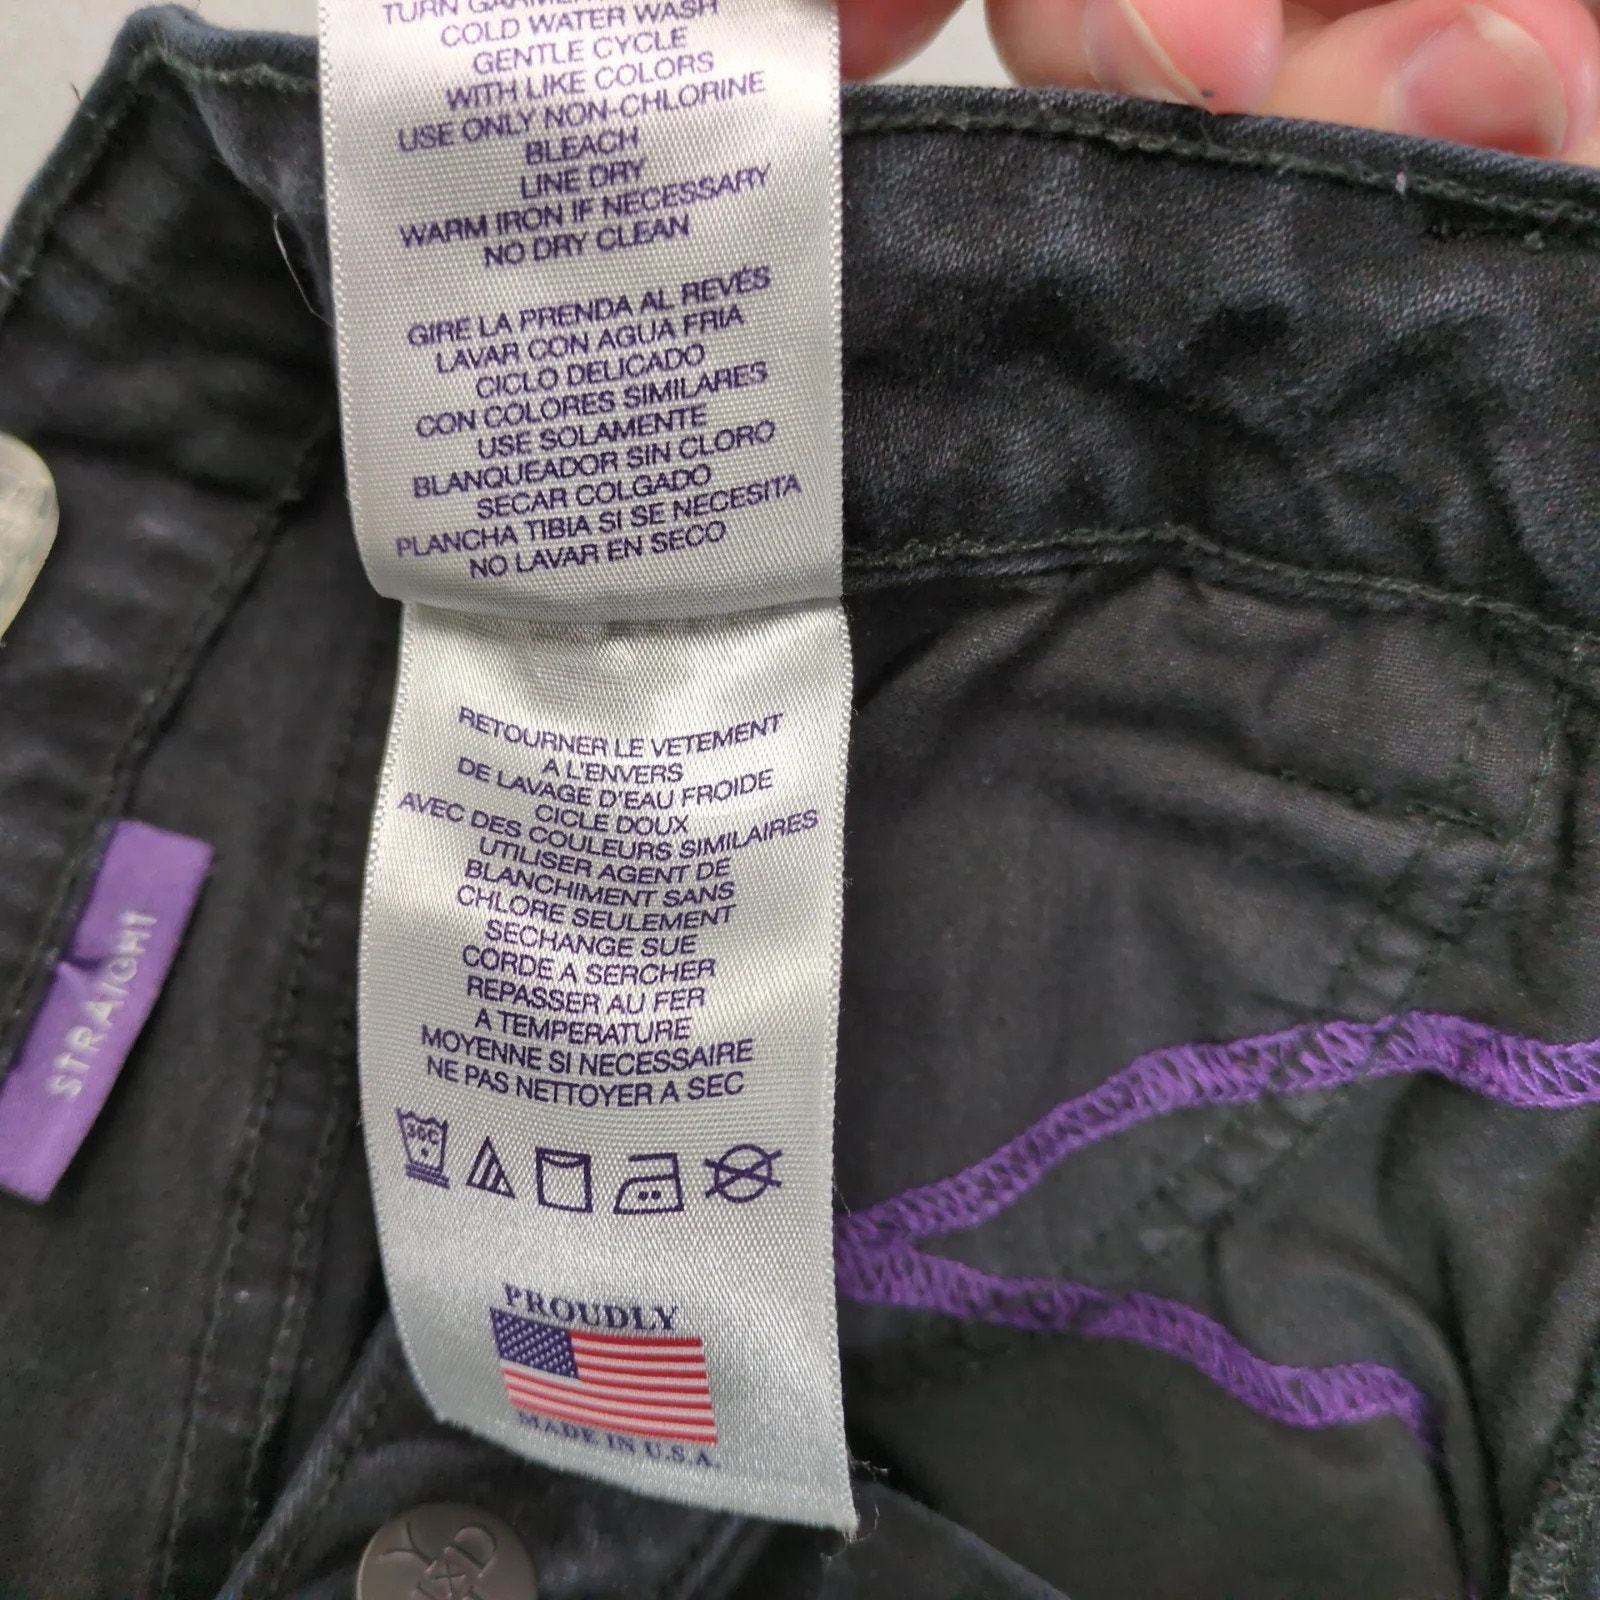 TURN GARMENT
COLD WATER WASH
GENTLE CYCLE
WITH LIKE COLORS
USE ONLY NON-CHLORINE
BLEACH
LINE DRY
WARM IRON IF NECESSARY
NO DRY CLEAN
GIRE LA PRENDA AL REVÉS
LAVAR CON AGUA FRIA
CICLO DELICADO
CON COLORES SIMILARES
USE SOLAMENTE
BLANQUEADOR SIN CLORO
SECAR COLGADO
PLANCHA TIBIA SI SE NECESITA
NO LAVAR EN SECO
RETOURNER LE VETEMENT
A L'ENVERS
DE LAVAGE D'EAU FROIDE
CICLE DOUX
AVEC DES COULEURS SIMILAIRES
UTILISER AGENT DE
BLANCHIMENT SANS
CHLORE SEULEMENT
SECHANGE SUE
CORDE A SERCHER
REPASSER AU FER
A TEMPERATURE
MOYENNE SI NECESSAIRE
NE PAS NETTOYER A SEC
30C
PROUDLY
MADE IN U.S.A.
STRAIGHT